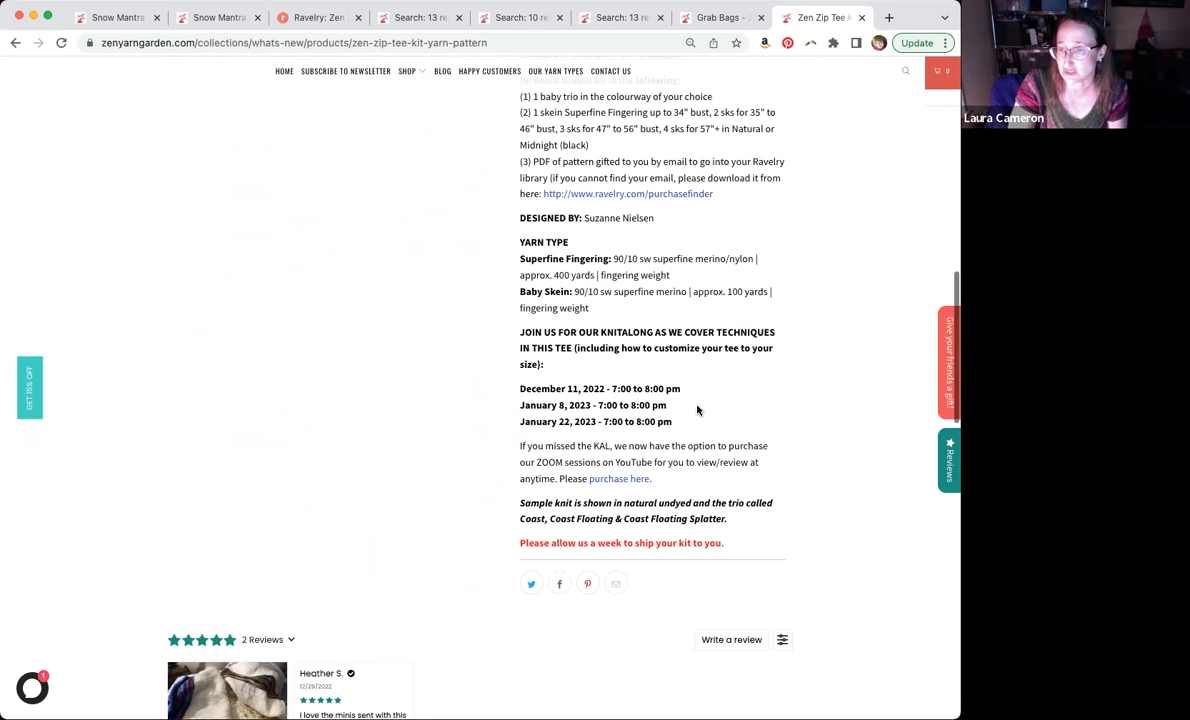 Snow Mantra
Snow Mantra
Ravelry: Zen
Search: 13 re
Search: 10 re
Search: 13 re
Grab Bags - Z
Zen Zip Tee K
zenyarngarden.com/collections/whats-new/products/zen-zip-tee-kit-yarn-pattern
Update
HOME SUBSCRIBE TO NEWSLETTER SHOP BLOG HAPPY CUSTOMERS OUR YARN TYPES CONTACT US
0
Laura Cameron
(1) 1 baby trio in the colourway of your choice
(2) 1 skein Superfine Fingering up to 34" bust, 2 sks for 35" to
46" bust, 3 sks for 47" to 56" bust, 4 sks for 57"+ in Natural or
Midnight (black)
(3) PDF of pattern gifted to you by email to go into your Ravelry
library (if you cannot find your email, please download it from
here: http://www.ravelry.com/purchasefinder
DESIGNED BY: Suzanne Nielsen
YARN TYPE
Superfine Fingering: 90/10 sw superfine merino/nylon |
approx. 400 yards | fingering weight
Baby Skein: 90/10 sw superfine merino | approx. 100 yards |
fingering weight
JOIN US FOR OUR KNITALONG AS WE COVER TECHNIQUES
IN THIS TEE (including how to customize your tee to your
size):
December 11, 2022 - 7:00 to 8:00 pm
January 8, 2023 - 7:00 to 8:00 pm
January 22, 2023 - 7:00 to 8:00 pm
If you missed the KAL, we now have the option to purchase
our ZOOM sessions on YouTube for you to view/review at
anytime. Please purchase here.
Sample knit is shown in natural undyed and the trio called
Coast, Coast Floating & Coast Floating Splatter.
Please allow us a week to ship your kit to you.
GET 15% OFF
Give your friends a gift!
Reviews
2 Reviews
Write a review
Heather S.
12/29/2022
I love the minis sent with this
1